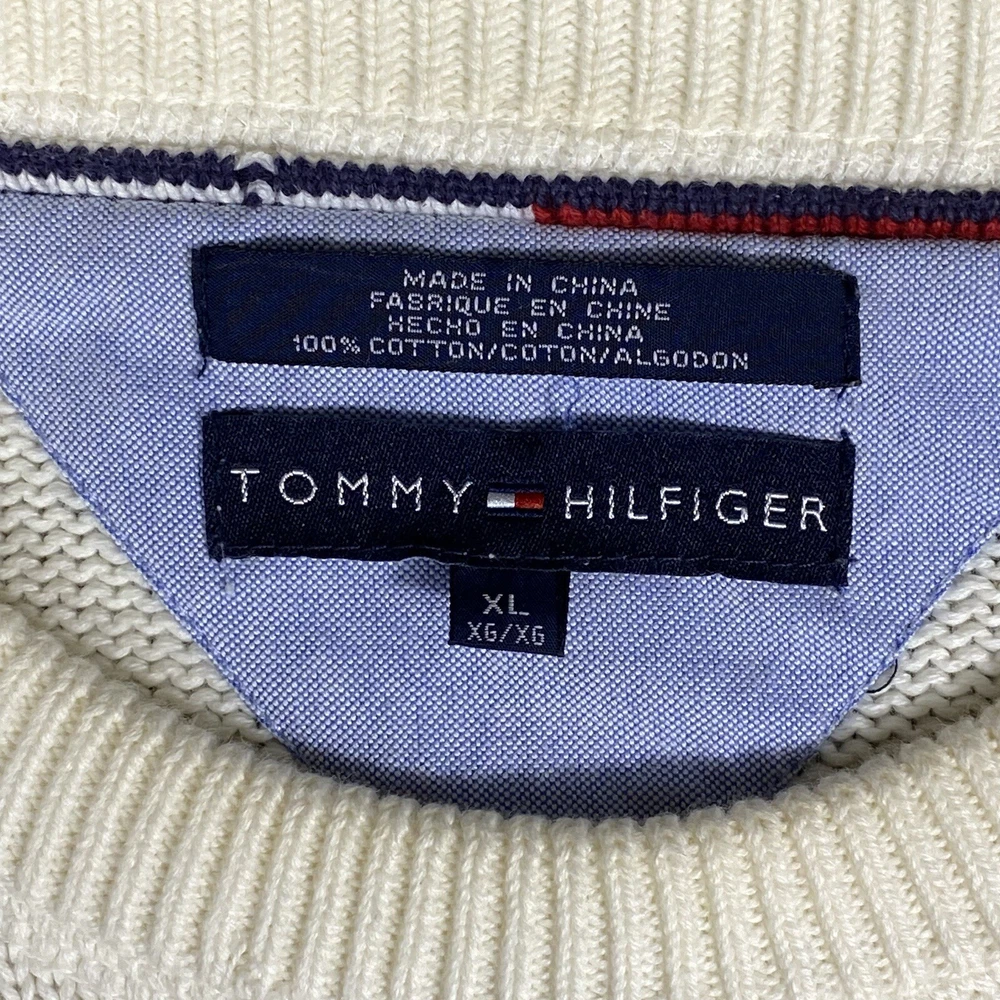 MADE IN CHINA
FABRIQUE EN CHINE
HECHO EN CHINA
100% COTTON/COTON/ALGODON
TOMMY HILFIGER
XL
XG/XG